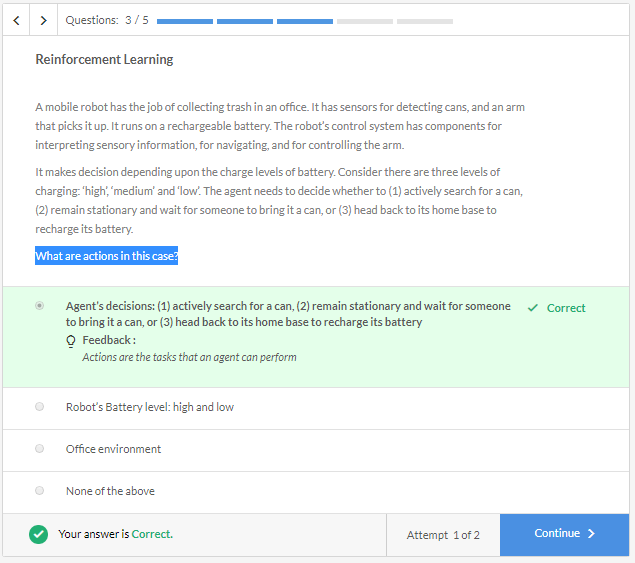 Questions: 3 / 5
Reinforcement Learning
A mobile robot has the job of collecting trash in an office. It has sensors for detecting cans, and an arm
that picks it up. It runs on a rechargeable battery. The robot's control system has components for
interpreting sensory information, for navigating, and for controlling the arm.
It makes decision depending upon the charge levels of battery. Consider there are three levels of
charging: 'high', 'medium' and 'low'. The agent needs to decide whether to (1) actively search for a can,
(2) remain stationary and wait for someone to bring it a can, or (3) head back to its home base to
recharge its battery.
What are actions in this case?
Agent's decisions: (1) actively search for a can, (2) remain stationary and wait for someone
to bring it a can, or (3) head back to its home base to recharge its battery
Correct
Feedback :
Actions are the tasks that an agent can perform
Robot's Battery level: high and low
Office environment
None of the above
Your answer is Correct.
Attempt 1 of 2
Continue